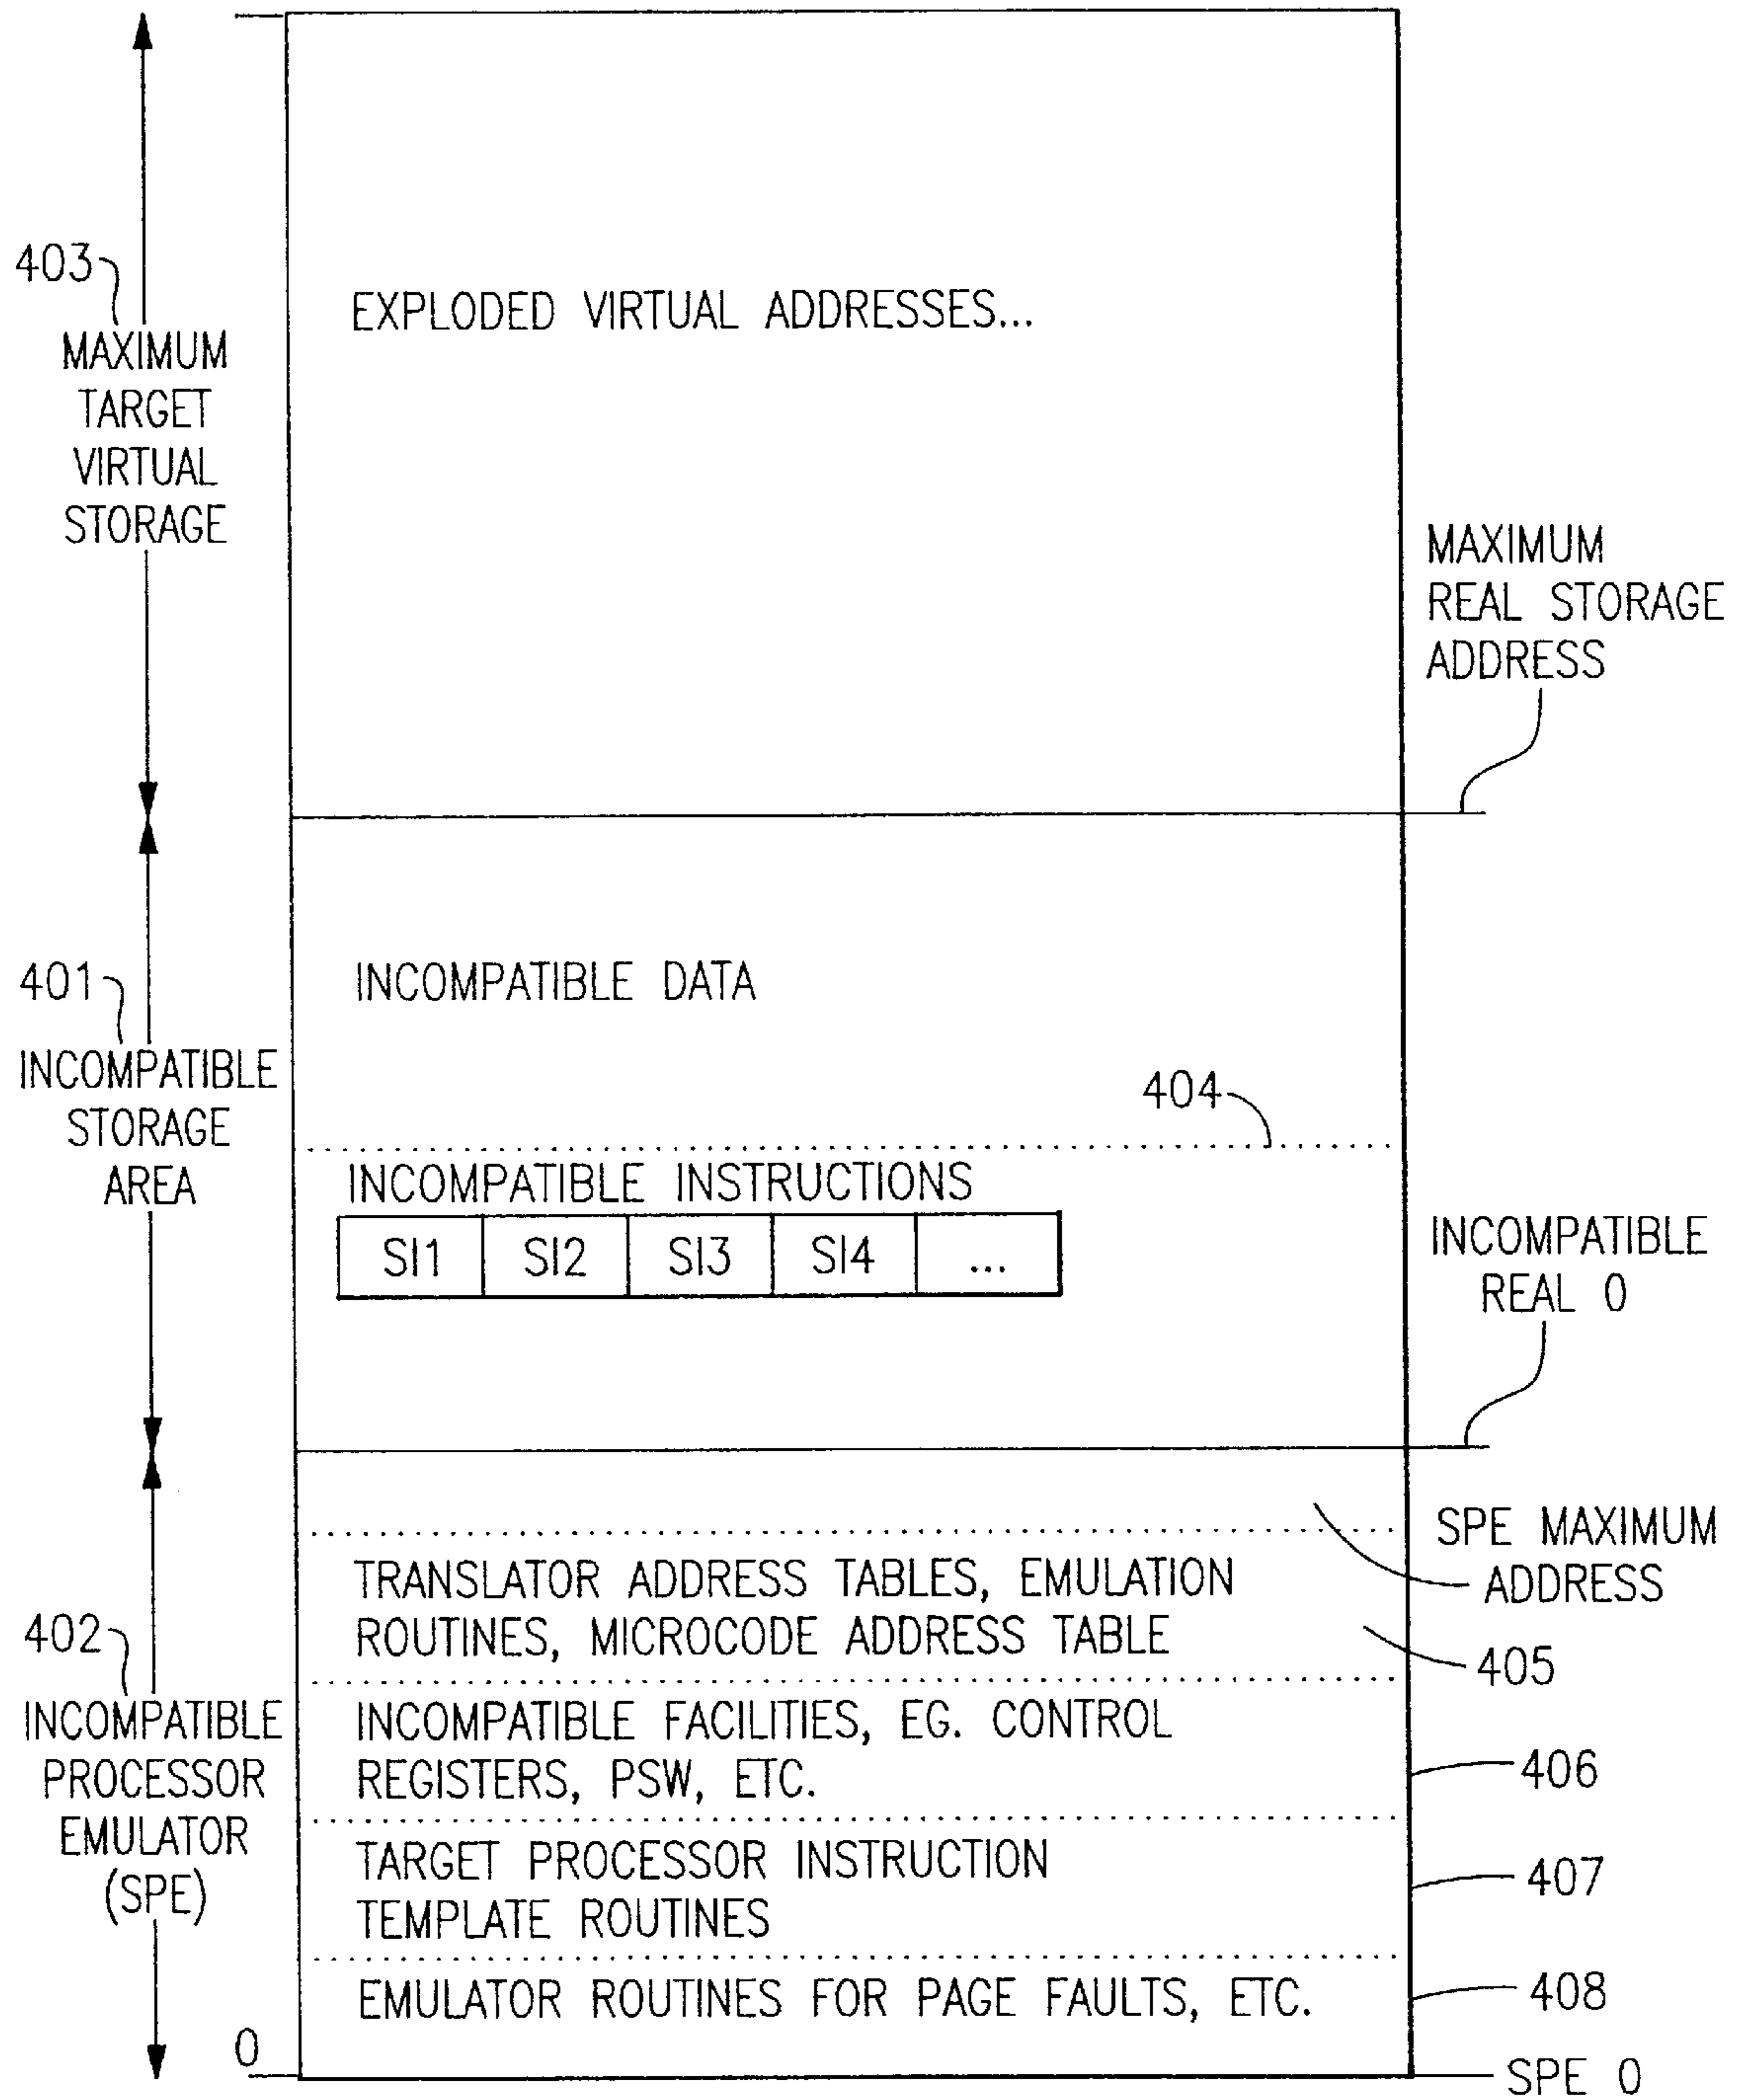 403
MAXIMUM
TARGET
VIRTUAL
STORAGE
EXPLODED VIRTUAL ADDRESSES...
MAXIMUM
REAL STORAGE
ADDRESS
401
INCOMPATIBLE
STORAGE
AREA
INCOMPATIBLE DATA
404
INCOMPATIBLE INSTRUCTIONS
SI1 SI2 SI3 SI4 ...
INCOMPATIBLE
REAL 0
SPE MAXIMUM
ADDRESS
402
INCOMPATIBLE
PROCESSOR
EMULATOR
(SPE)
TRANSLATOR ADDRESS TABLES, EMULATION
ROUTINES, MICROCODE ADDRESS TABLE
405
INCOMPATIBLE FACILITIES, EG. CONTROL
REGISTERS, PSW, ETC.
406
TARGET PROCESSOR INSTRUCTION
TEMPLATE ROUTINES
407
EMULATOR ROUTINES FOR PAGE FAULTS, ETC.
408
0
SPE 0